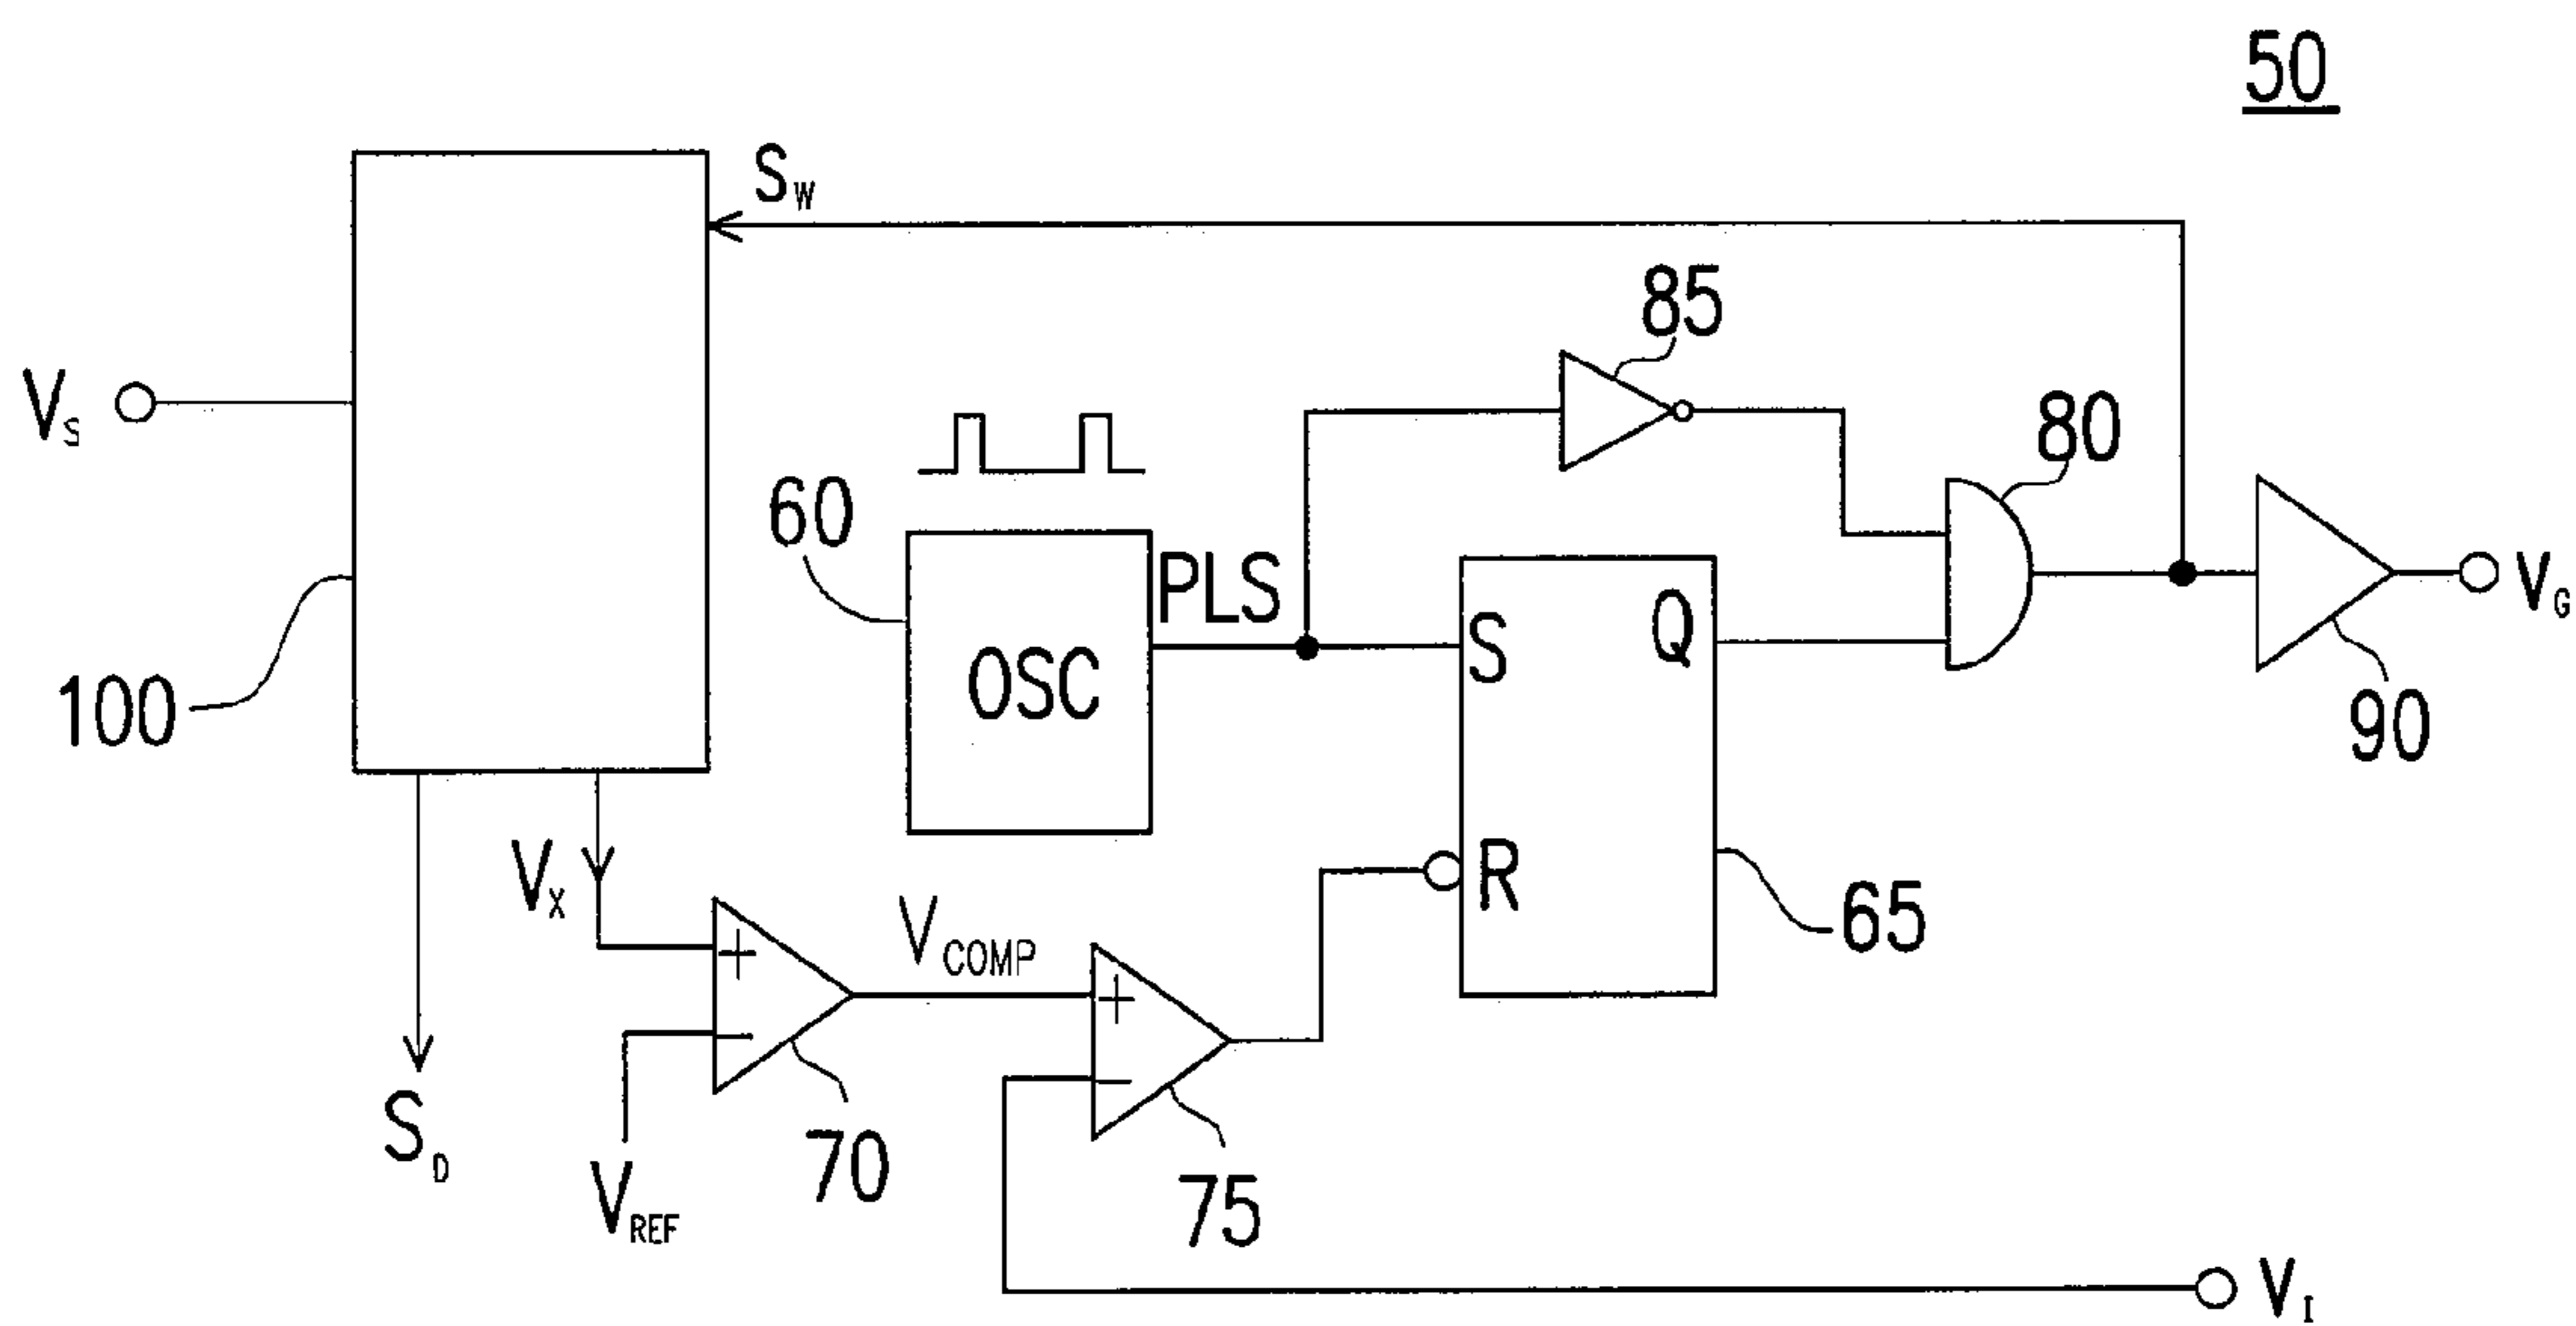 50
S_W
85
V_S
80
60
PLS
OSC
S
Q
V_G
100
90
V_X
R
65
V_COMP
+
+
−
−
S_D
70
V_REF
75
V_I